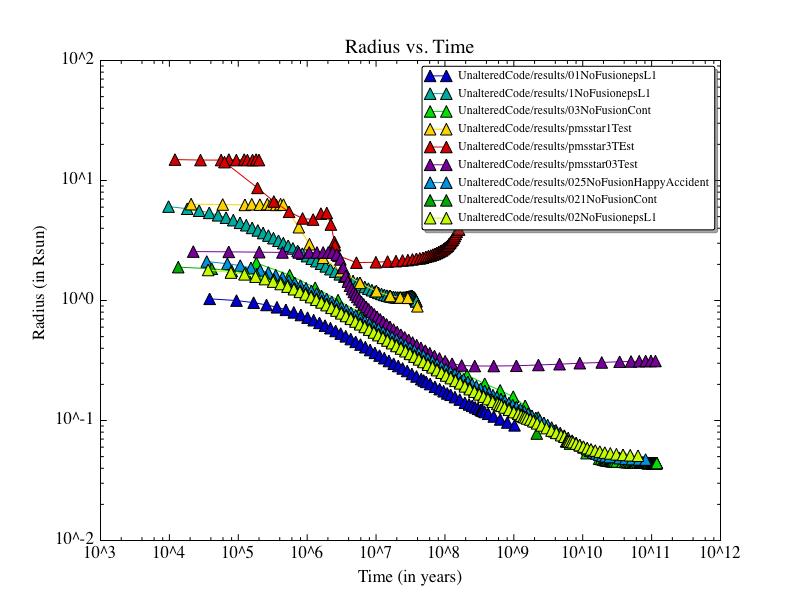 Radius vs. Time
10^2
10^1
10^0
10^-1
10^-2
Radius (in Rsun)
UnalteredCode/results/01NoFusionepsL1
UnalteredCode/results/1NoFusionepsL1
UnalteredCode/results/03NoFusionCont
UnalteredCode/results/pmsstar1Test
UnalteredCode/results/pmsstar3TEst
UnalteredCode/results/pmsstar03Test
UnalteredCode/results/025NoFusionHappyAccident
UnalteredCode/results/021NoFusionCont
UnalteredCode/results/02NoFusionepsL1
10^3 10^4 10^5 10^6 10^7 10^8 10^9 10^10 10^11 10^12
Time (in years)